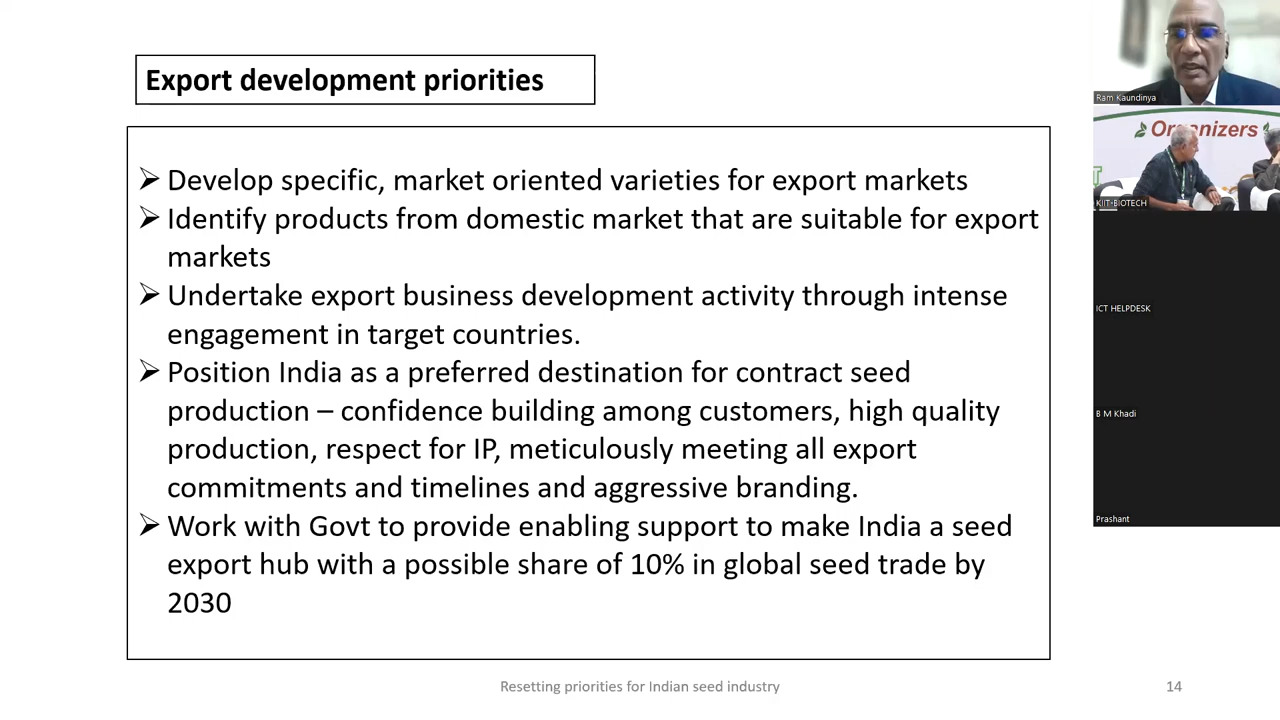 Export development priorities
➢ Develop specific, market oriented varieties for export markets
➢ Identify products from domestic market that are suitable for export
markets
➢ Undertake export business development activity through intense
engagement in target countries.
➢ Position India as a preferred destination for contract seed
production – confidence building among customers, high quality
production, respect for IP, meticulously meeting all export
commitments and timelines and aggressive branding.
➢ Work with Govt to provide enabling support to make India a seed
export hub with a possible share of 10% in global seed trade by
2030
Resetting priorities for Indian seed industry
14
Ram Kaundinya
Organizers
KIIT-BIOTECH
ICT HELPDESK
B M Khadi
Prashant